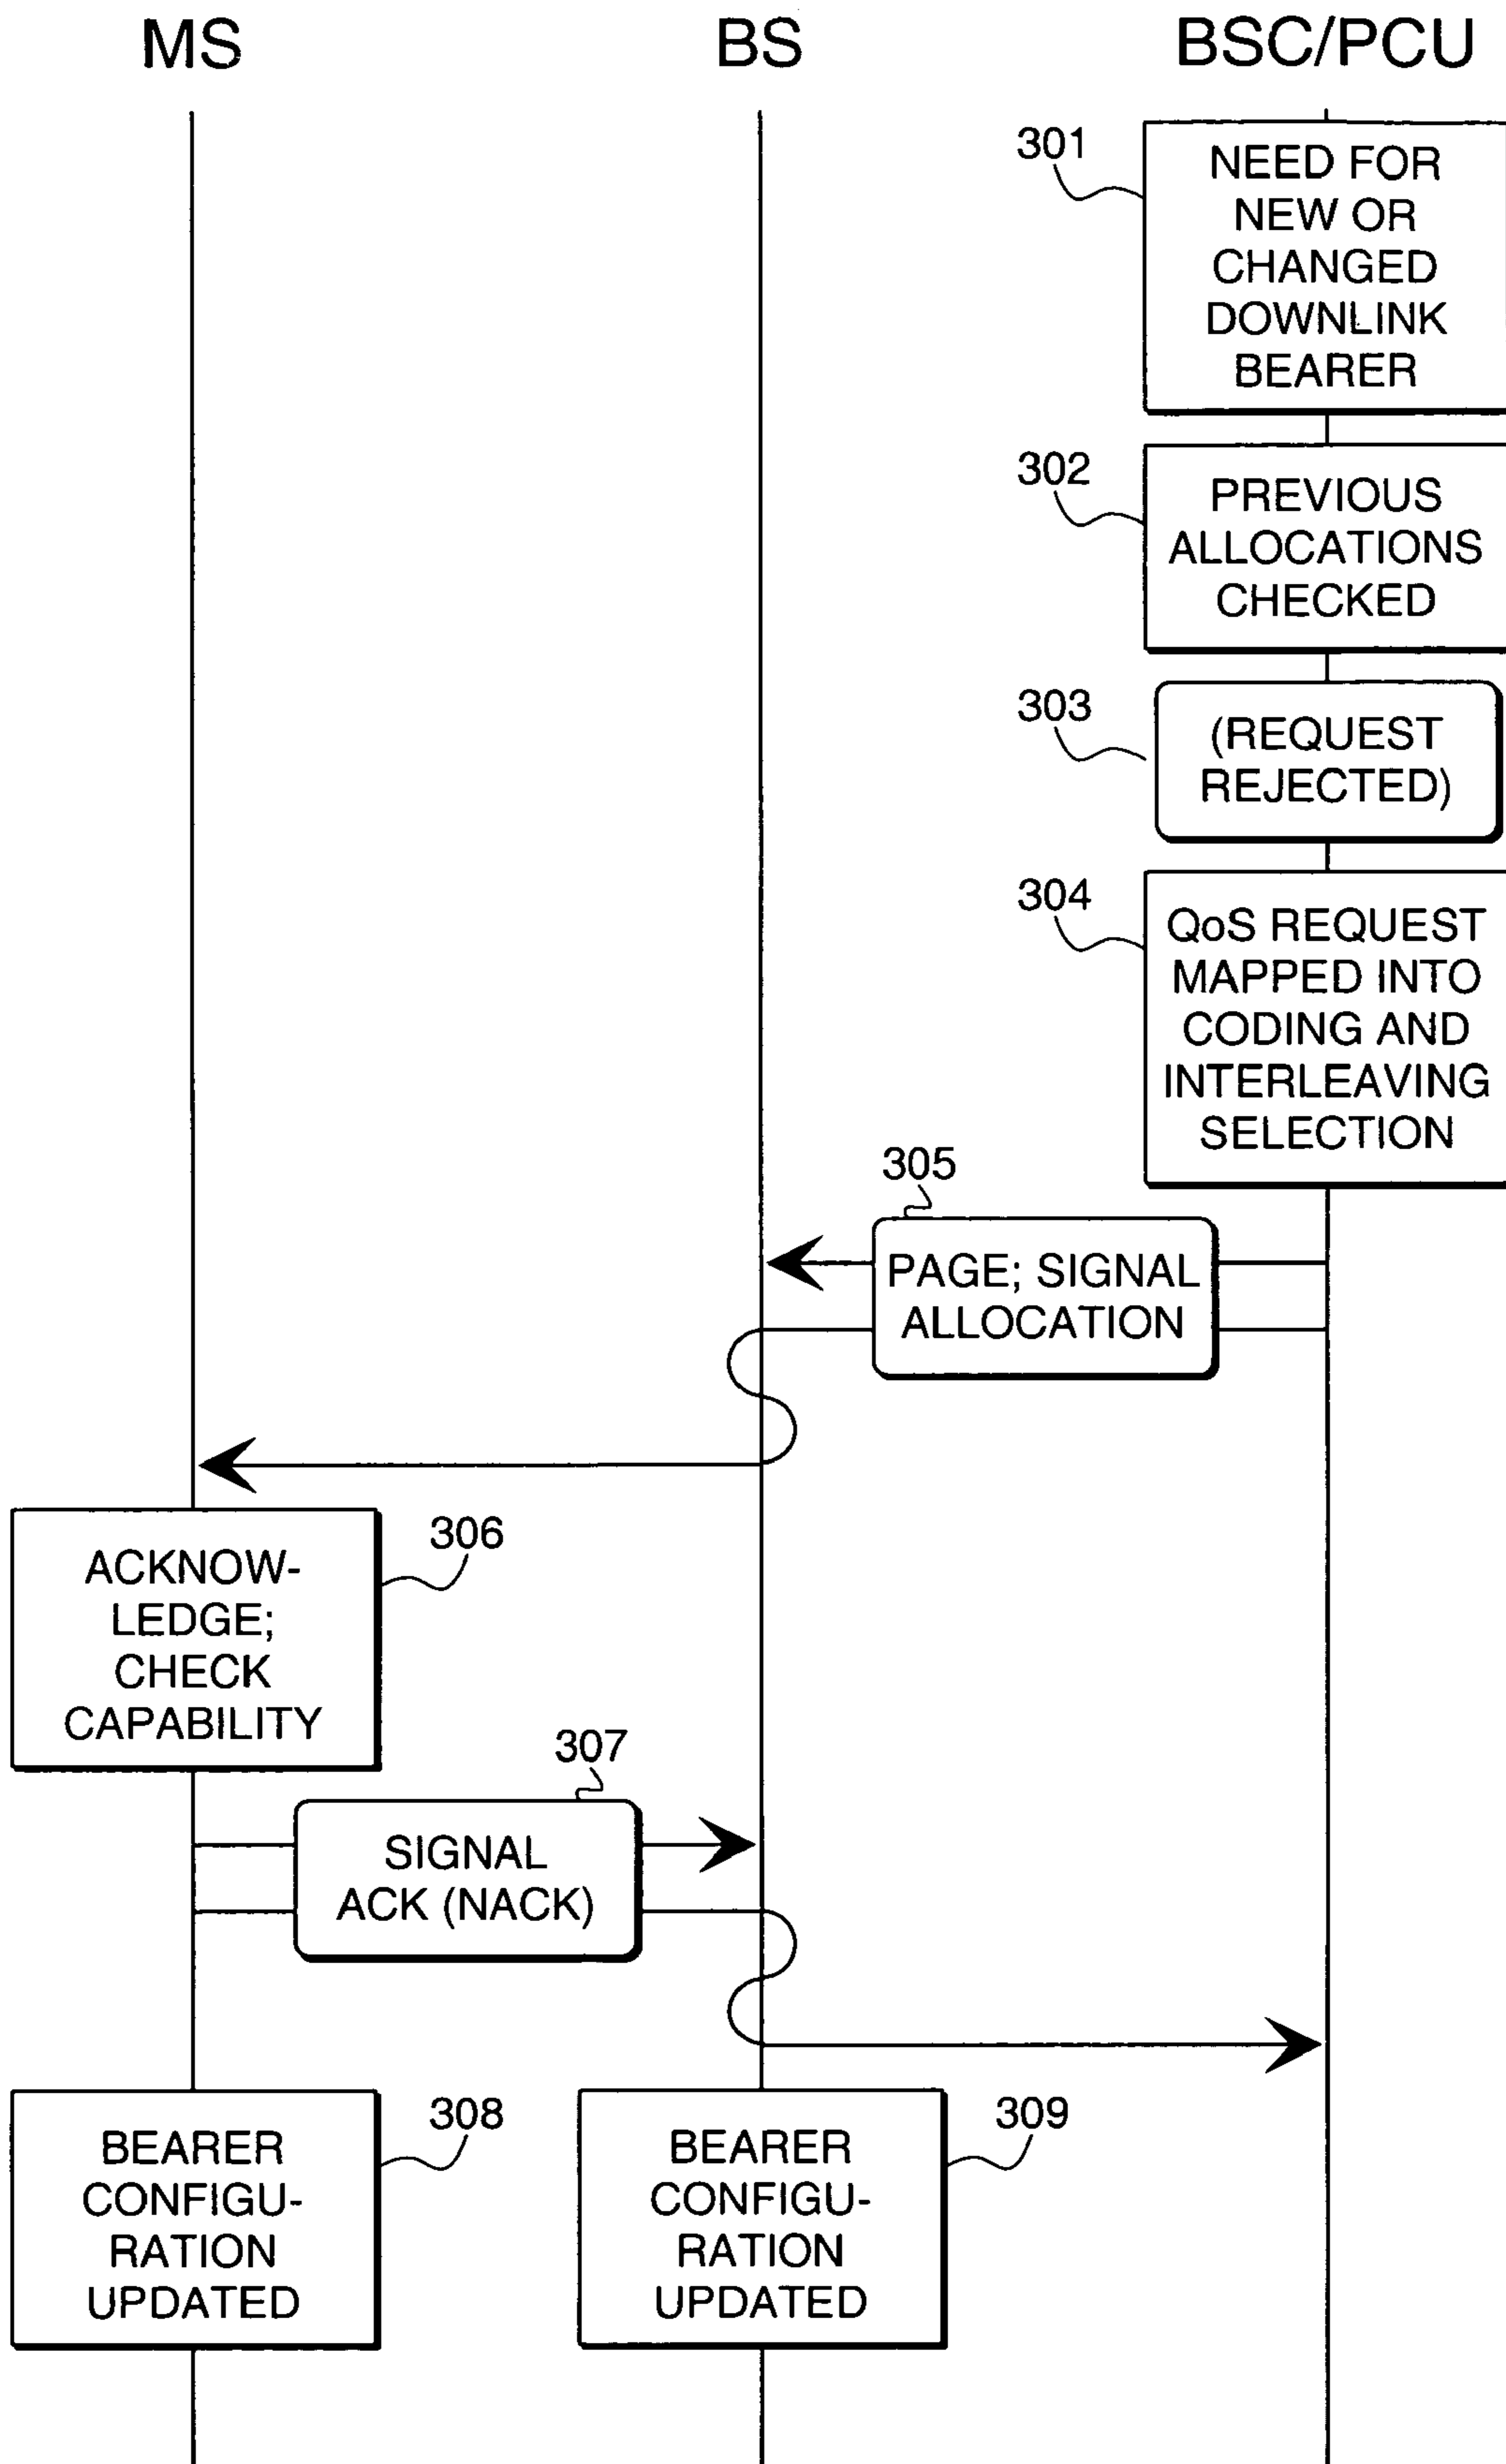 MS
BS
BSC/PCU
301
NEED FOR
NEW OR
CHANGED
DOWNLINK
BEARER
302
PREVIOUS
ALLOCATIONS
CHECKED
303
(REQUEST
REJECTED)
304
QoS REQUEST
MAPPED INTO
CODING AND
INTERLEAVING
SELECTION
305
PAGE; SIGNAL
ALLOCATION
306
ACKNOW-
LEDGE;
CHECK
CAPABILITY
307
SIGNAL
ACK (NACK)
308
BEARER
CONFIGU-
RATION
UPDATED
309
BEARER
CONFIGU-
RATION
UPDATED